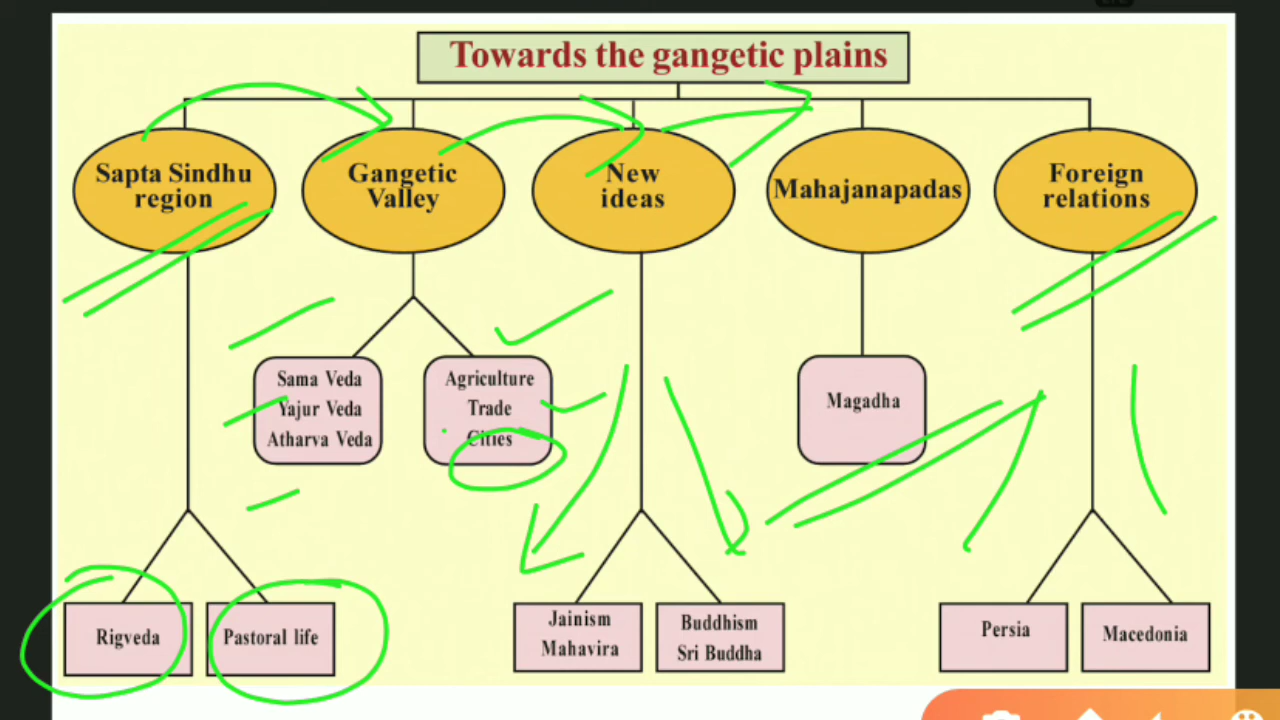 Towards the gangetic plains
Sapta Sindhu
region
Gangetic
Valley
New
ideas
Mahajanapadas
Foreign
relations
Sama Veda
Yajur Veda
Atharva Veda
Agriculture
Trade
Cities
Magadha
Rigveda
Pastoral life
Jainism
Mahavira
Buddhism
Sri Buddha
Persia
Macedonia